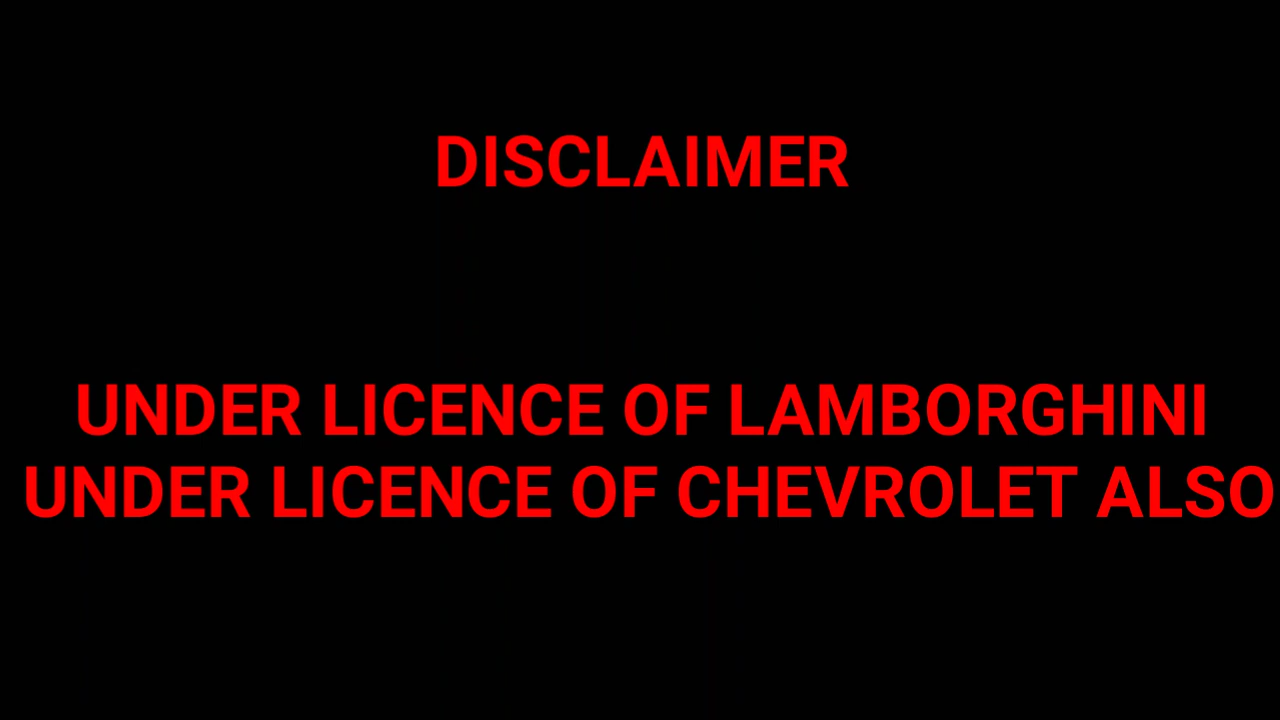 DISCLAIMER
UNDER LICENCE OF LAMBORGHINI
UNDER LICENCE OF CHEVROLET ALSO